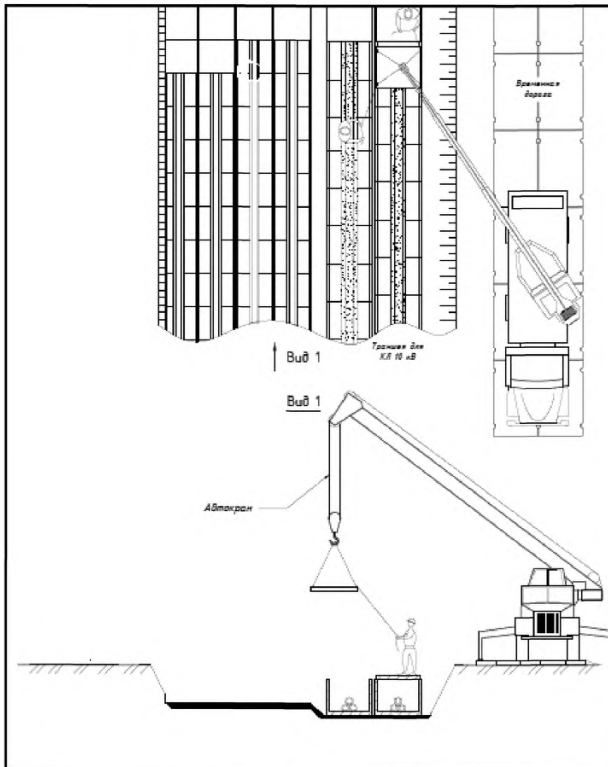 Временная
дорога
Вид 1
Траншея для
КЛ 10 кВ
Вид 1
Автокран